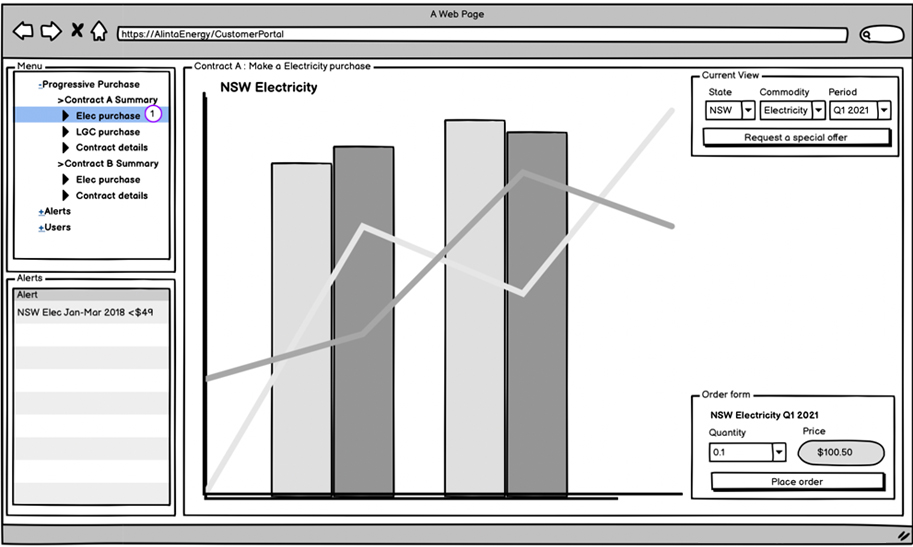 A Web Page
https://AlintaEnergy/CustomerPortal
Menu
-Progressive Purchase
>Contract A Summary
Elec purchase 1
LGC purchase
Contract details
>Contract B Summary
Elec purchase
Contract details
+Alerts
+Users
Alerts
Alert
NSW Elec Jan-Mar 2018 <$49
Contract A : Make a Electricity purchase
NSW Electricity
Current View
State Commodity Period
NSW Electricity Q1 2021
Request a special offer
Order form
NSW Electricity Q1 2021
Quantity Price
0.1 $100.50
Place order